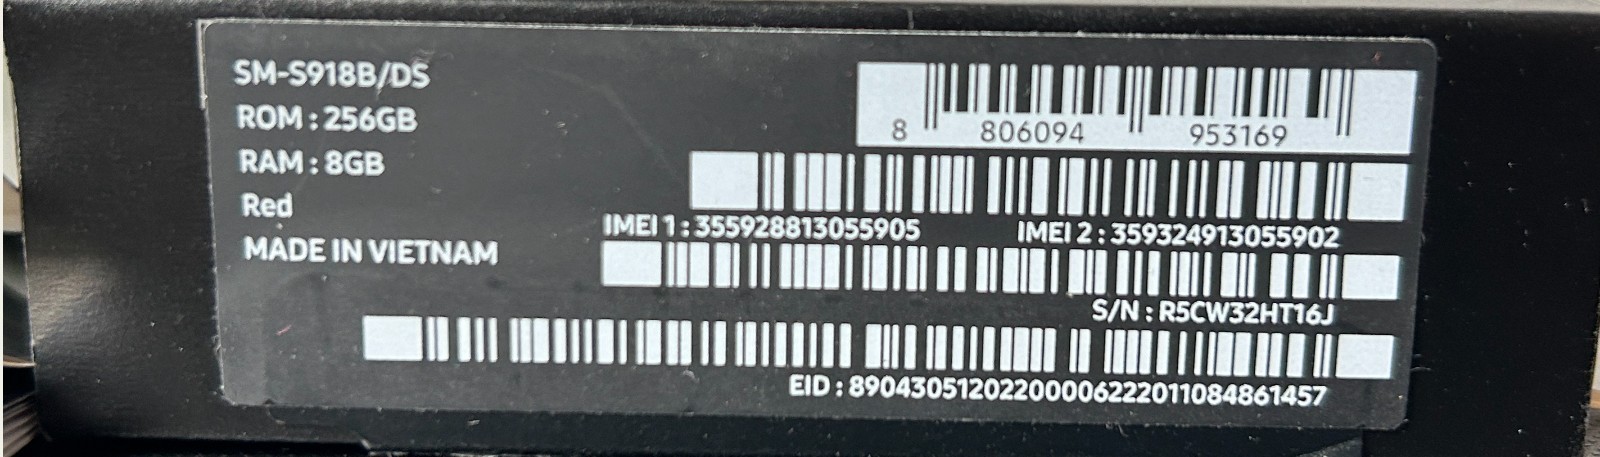 SM-S918B/DS
ROM : 256GB
RAM : 8GB
Red
MADE IN VIETNAM
8 806094 953169
IMEI 1 : 355928813055905 IMEI 2 : 359324913055902
S/N : R5CW32HT16J
EID : 89043051202200006222011084861457